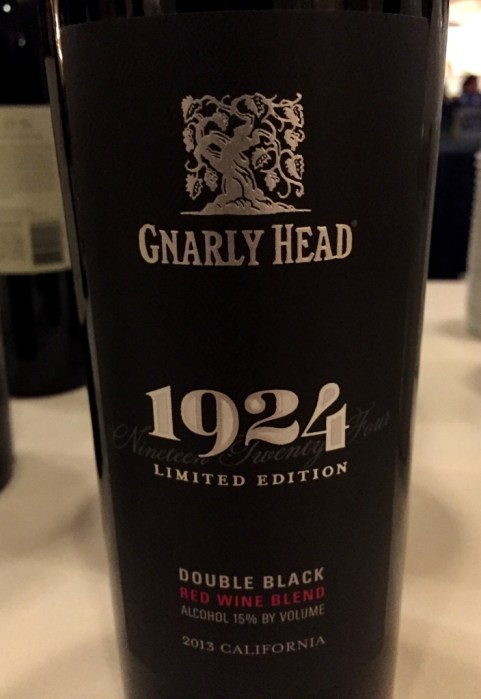 GNARLY HEAD
1924
Nineteen Twenty Four
LIMITED EDITION
DOUBLE BLACK
RED WINE BLEND
ALCOHOL 15% BY VOLUME
2013 CALIFORNIA